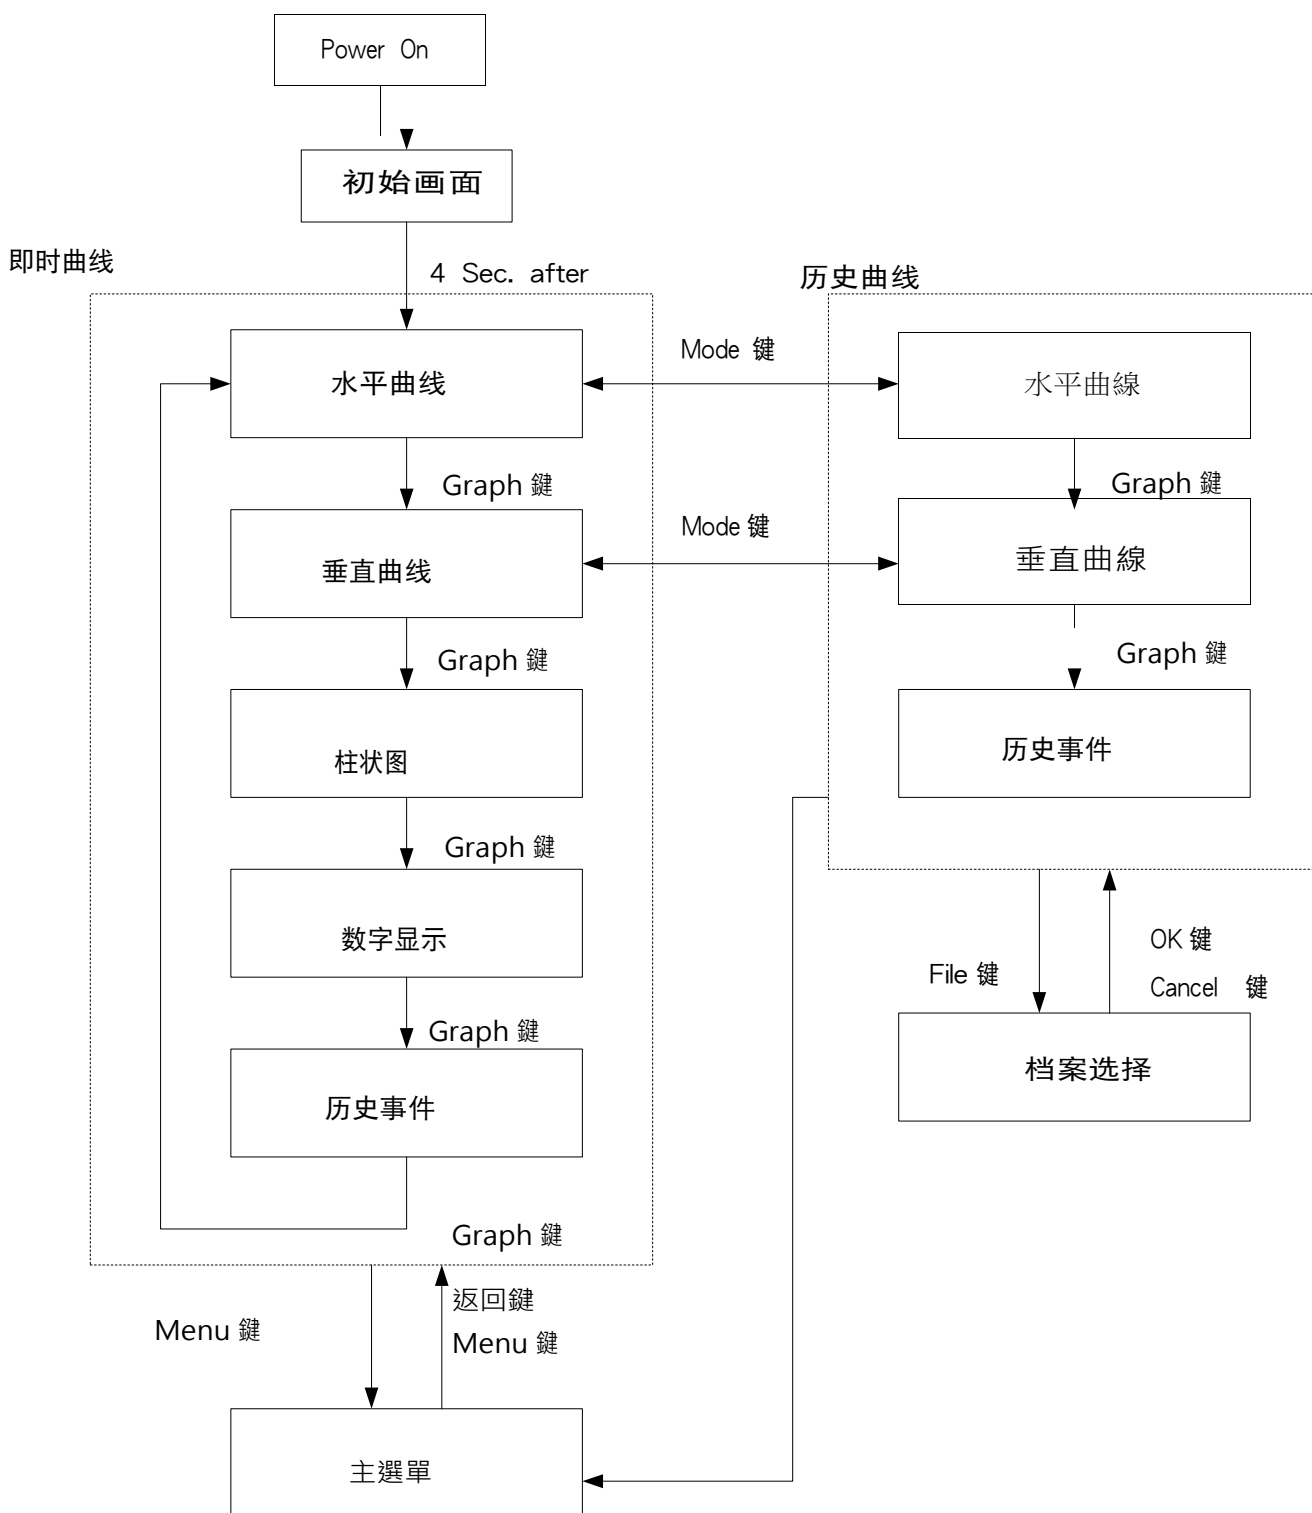 Power On
初始画面
即时曲线
4 Sec. after
历史曲线
水平曲线
Mode 键
水平曲線
Graph 鍵
Graph 鍵
垂直曲线
Mode 键
垂直曲線
Graph 鍵
Graph 鍵
柱状图
历史事件
Graph 鍵
数字显示
File 键
OK 键
Cancel 键
Graph 鍵
历史事件
档案选择
Graph 鍵
Menu 鍵
返回鍵
Menu 鍵
主選單